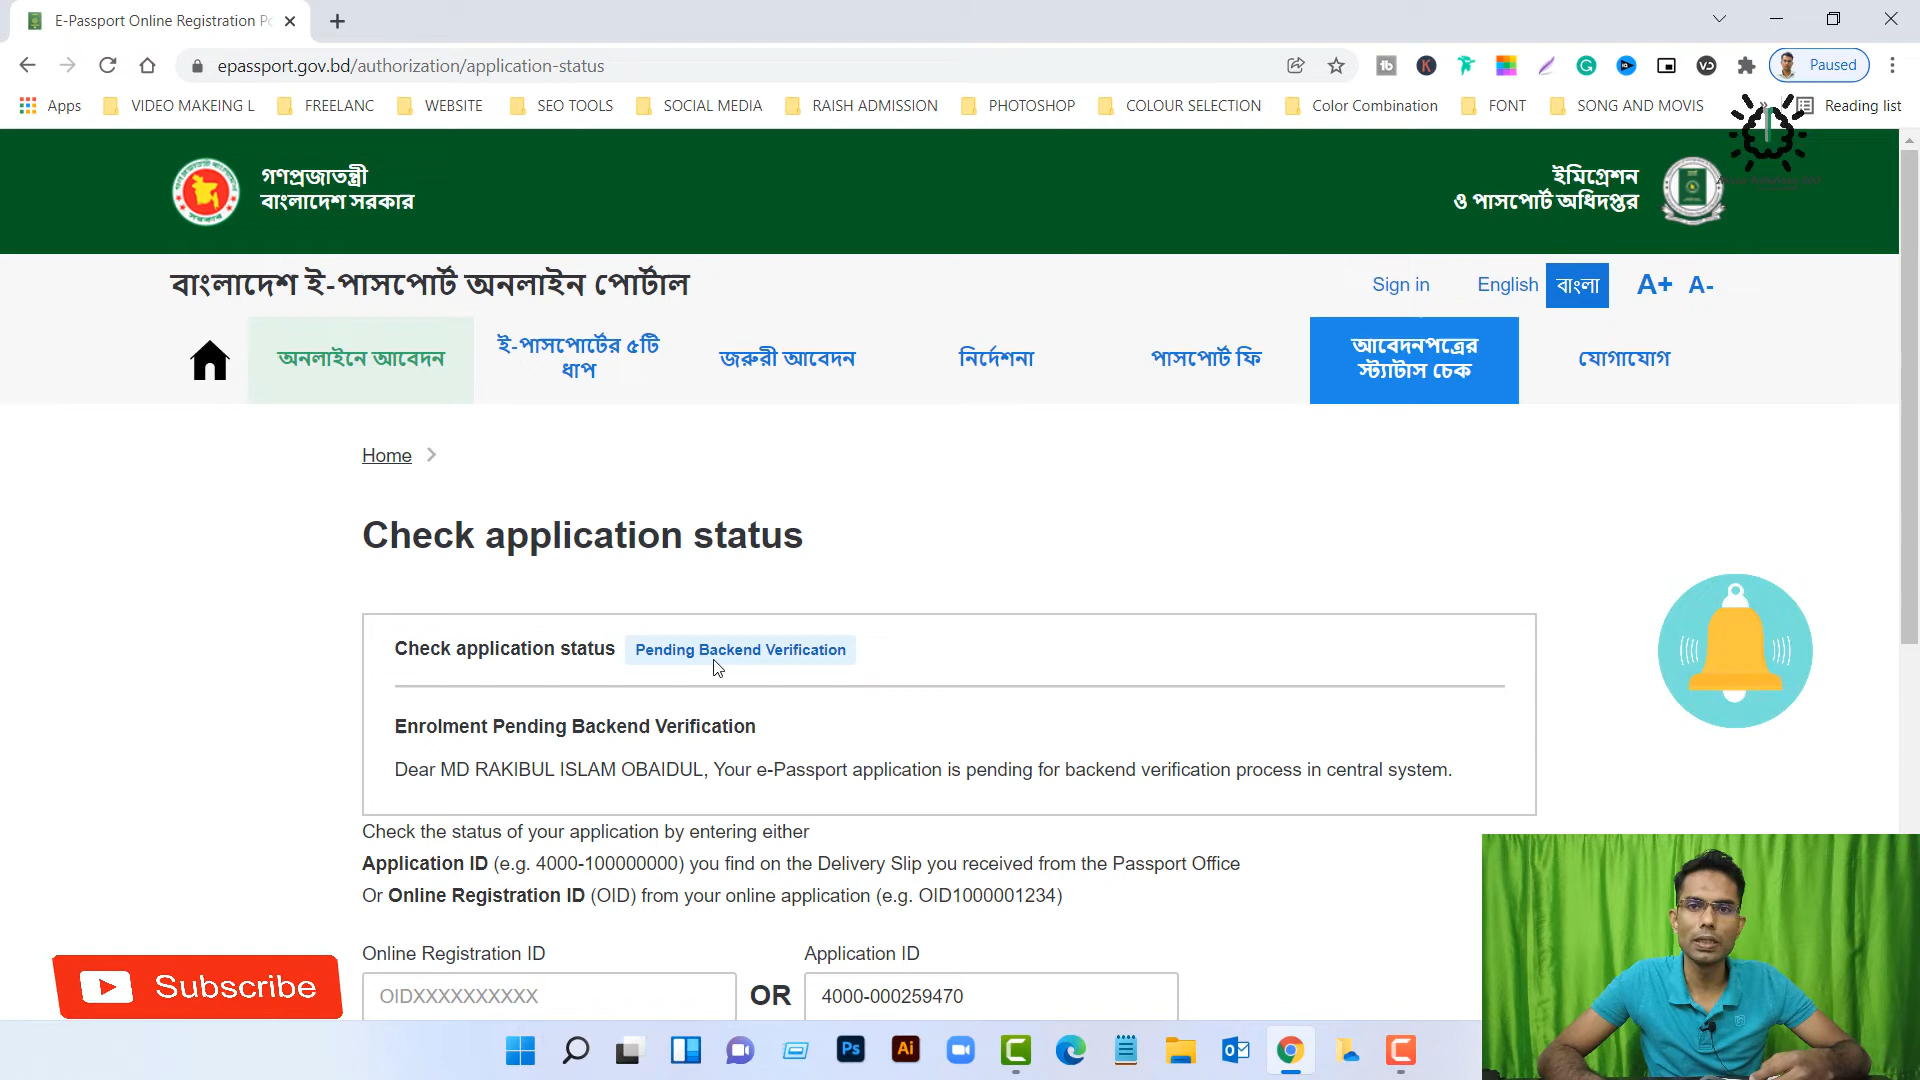 E-Passport Online Registration Po
epassport.gov.bd/authorization/application-status
Paused
Apps VIDEO MAKEING L FREELANC WEBSITE SEO TOOLS SOCIAL MEDIA RAISH ADMISSION PHOTOSHOP COLOUR SELECTION Color Combination FONT SONG AND MOVIS » Reading list
গণপ্রজাতন্ত্রী
বাংলাদেশ সরকার
ইমিগ্রেশন
ও পাসপোর্ট অধিদপ্তর
বাংলাদেশ ই-পাসপোর্ট অনলাইন পোর্টাল
Sign in English বাংলা A+ A-
অনলাইনে আবেদন
ই-পাসপোর্টের ৫টি
ধাপ
জরুরী আবেদন
নির্দেশনা
পাসপোর্ট ফি
আবেদনপত্রের
স্ট্যাটাস চেক
যোগাযোগ
Home
Check application status
Check application status Pending Backend Verification
Enrolment Pending Backend Verification
Dear MD RAKIBUL ISLAM OBAIDUL, Your e-Passport application is pending for backend verification process in central system.
Check the status of your application by entering either
Application ID (e.g. 4000-100000000) you find on the Delivery Slip you received from the Passport Office
Or Online Registration ID (OID) from your online application (e.g. OID1000001234)
Online Registration ID Application ID
OIDXXXXXXXXXX OR 4000-000259470
Subscribe
Ps Ai